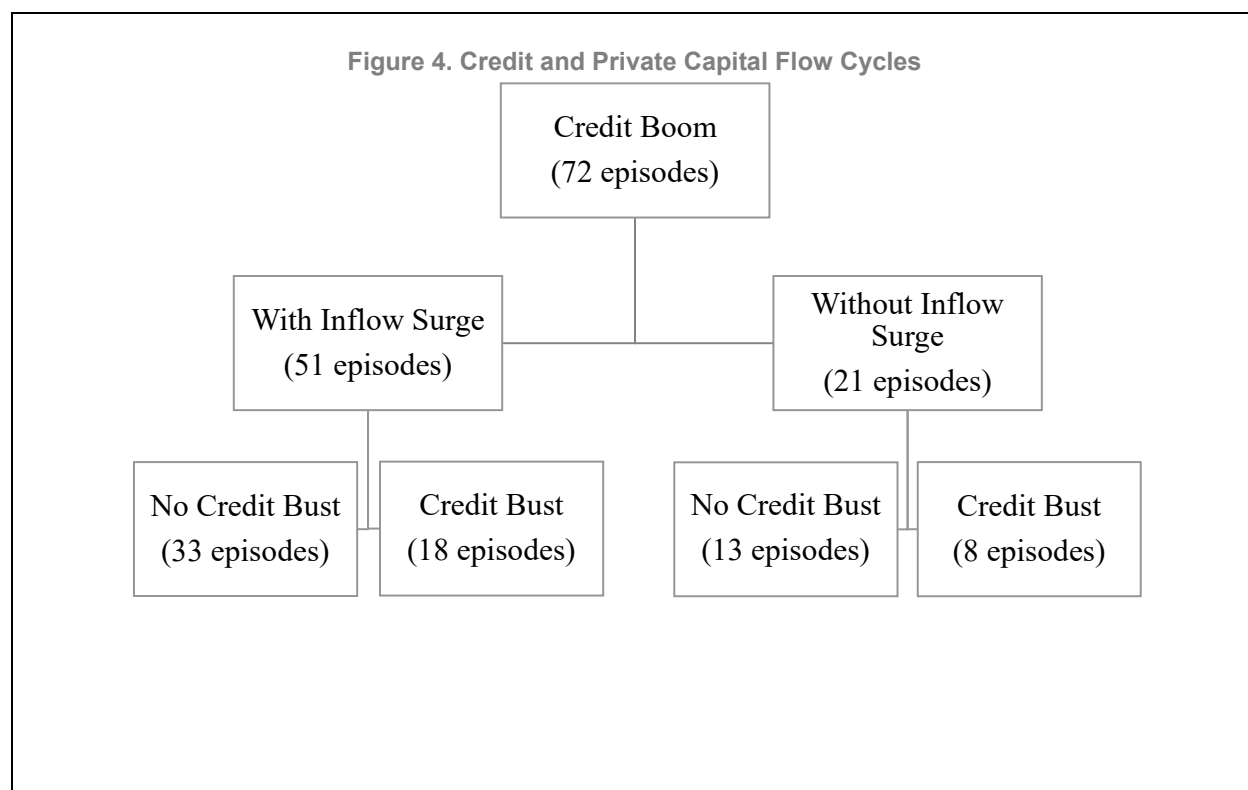 Figure 4. Credit and Private Capital Flow Cycles
Credit Boom
(72 episodes)
With Inflow Surge
(51 episodes)
Without Inflow
Surge
(21 episodes)
No Credit Bust
(33 episodes)
Credit Bust
(18 episodes)
No Credit Bust
(13 episodes)
Credit Bust
(8 episodes)